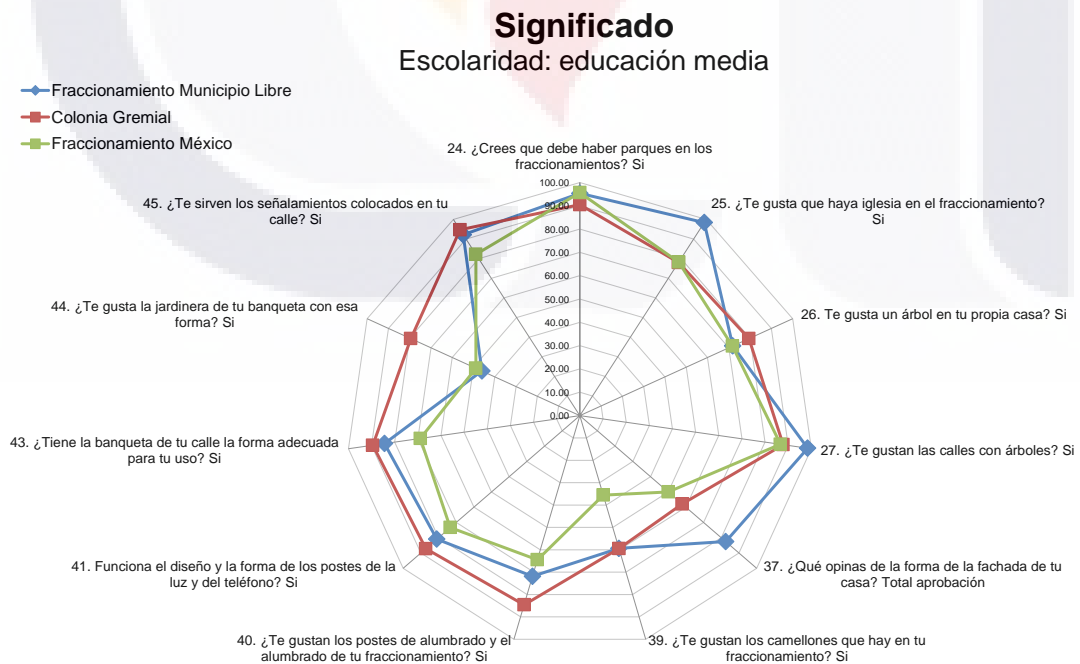 Significado
Escolaridad: educación media
Fraccionamiento Municipio Libre
Colonia Gremial
Fraccionamiento México
24. ¿Crees que debe haber parques en los
fraccionamientos? Si
25. ¿Te gusta que haya iglesia en el fraccionamiento?
Si
26. Te gusta un árbol en tu propia casa? Si
27. ¿Te gustan las calles con árboles? Si
37. ¿Qué opinas de la forma de la fachada de tu
casa? Total aprobación
39. ¿Te gustan los camellones que hay en tu
fraccionamiento? Si
40. ¿Te gustan los postes de alumbrado y el
alumbrado de tu fraccionamiento? Si
41. Funciona el diseño y la forma de los postes de la
luz y del teléfono? Si
43. ¿Tiene la banqueta de tu calle la forma adecuada
para tu uso? Si
44. ¿Te gusta la jardinera de tu banqueta con esa
forma? Si
45. ¿Te sirven los señalamientos colocados en tu
calle? Si
100.00
90.00
80.00
70.00
60.00
50.00
40.00
30.00
20.00
10.00
0.00